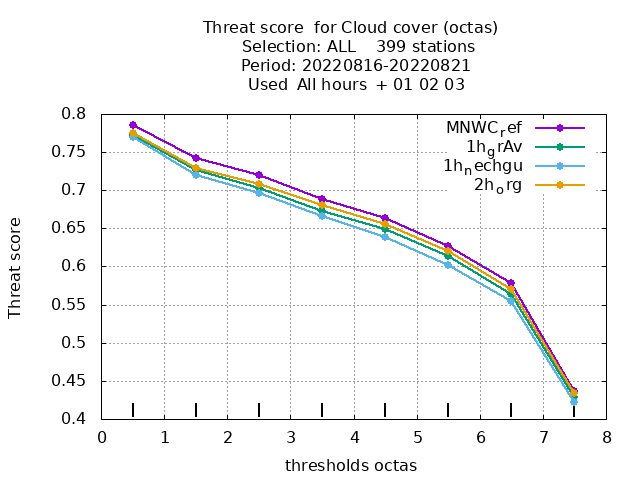 Threat score  for Cloud cover (octas)
Selection: ALL    399 stations
Period: 20220816-20220821
Used  All hours  + 01 02 03
MNWC_ref
1h_grAv
1h_nechgu
2h_org
0.8
0.75
0.7
0.65
0.6
0.55
0.5
0.45
0.4
Threat score
0 1 2 3 4 5 6 7 8
thresholds octas